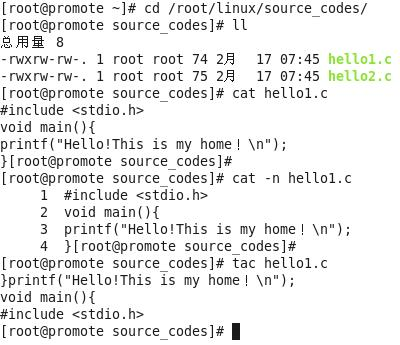 [root@promote ~]# cd /root/linux/source_codes/
[root@promote source_codes]# ll
总用量 8
-rwxrw-rw-. 1 root root 74 2月  17 07:45 hello1.c
-rwxrw-rw-. 1 root root 75 2月  17 07:45 hello2.c
[root@promote source_codes]# cat hello1.c
#include <stdio.h>
void main(){
printf("Hello!This is my home！\n");
}[root@promote source_codes]#
[root@promote source_codes]# cat -n hello1.c
     1  #include <stdio.h>
     2  void main(){
     3  printf("Hello!This is my home！\n");
     4  }[root@promote source_codes]#
[root@promote source_codes]# tac hello1.c
}printf("Hello!This is my home！\n");
void main(){
#include <stdio.h>
[root@promote source_codes]#